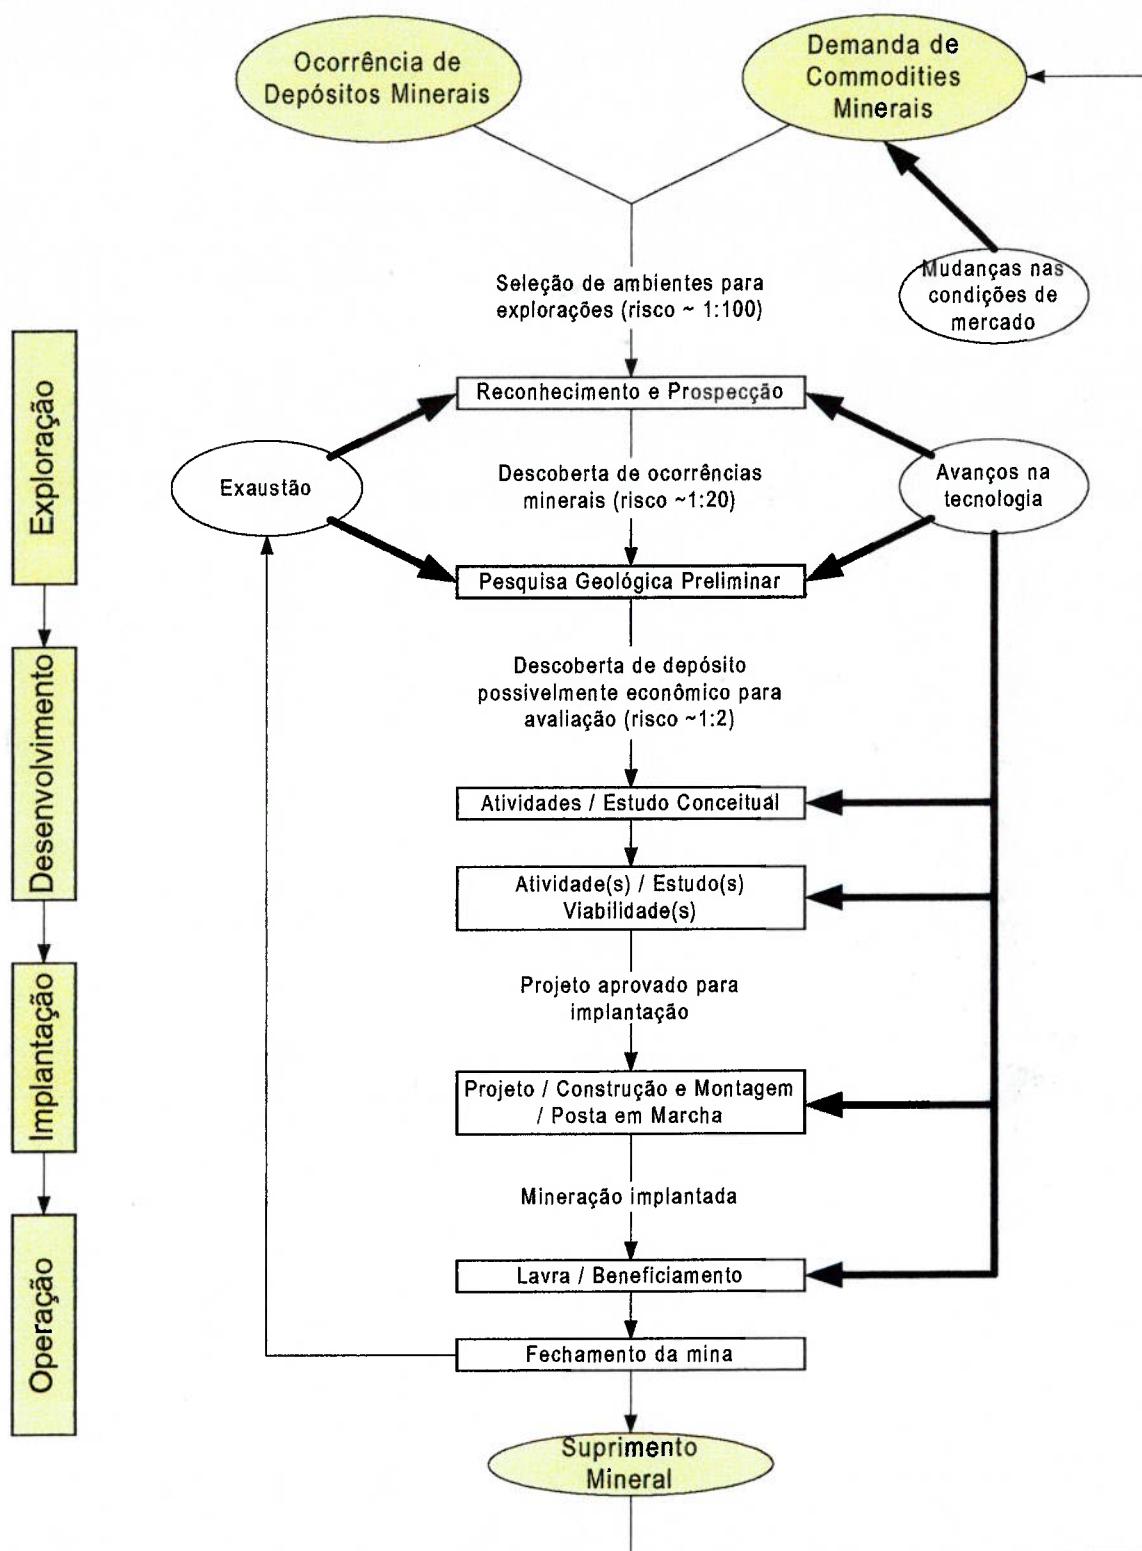 Ocorrência de
Depósitos Minerais
Demanda de
Commodities
Minerais
Mudanças nas
condições de
mercado
Seleção de ambientes para
explorações (risco ~ 1:100)
Reconhecimento e Prospecção
Exaustão
Descoberta de ocorrências
minerais (risco ~1:20)
Avanços na
tecnologia
Pesquisa Geológica Preliminar
Descoberta de depósito
possivelmente econômico para
avaliação (risco ~1:2)
Atividades / Estudo Conceitual
Atividade(s) / Estudo(s)
Viabilidade(s)
Projeto aprovado para
implantação
Projeto / Construção e Montagem
/ Posta em Marcha
Mineração implantada
Lavra / Beneficiamento
Fechamento da mina
Suprimento
Mineral
Exploração
Desenvolvimento
Implantação
Operação